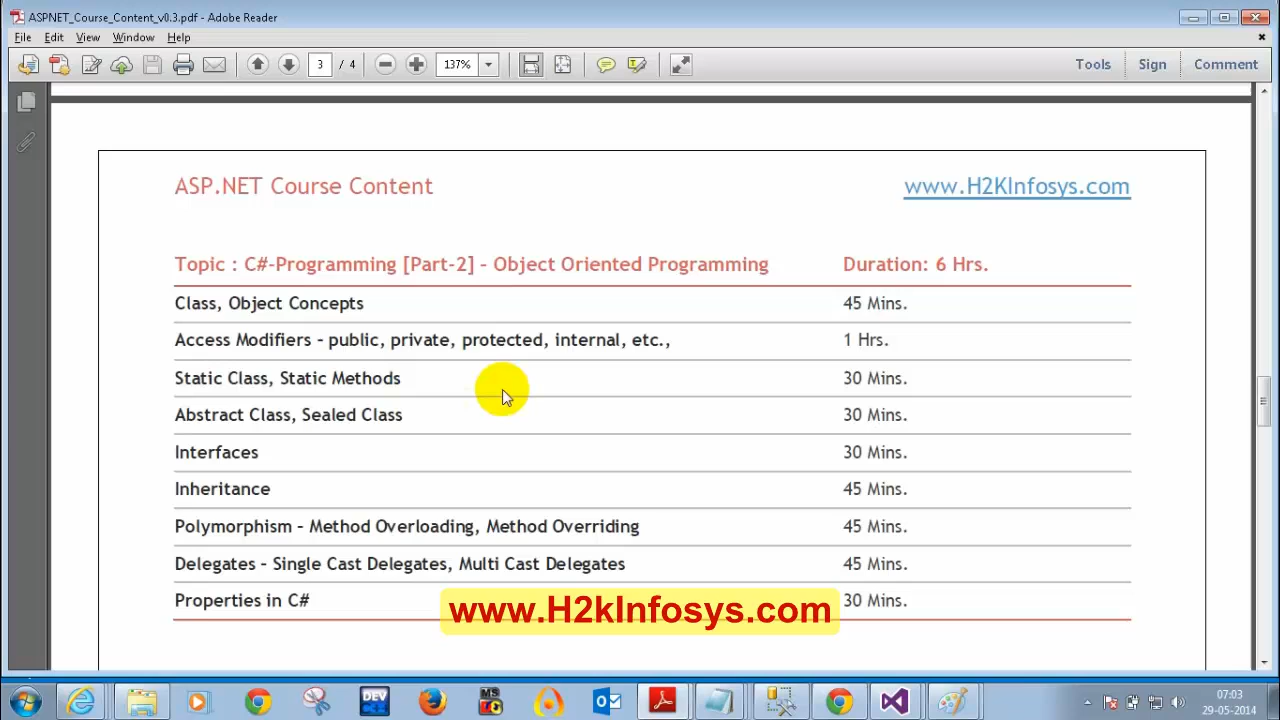 ASPNET_Course_Content_v0.3.pdf - Adobe Reader
File Edit View Window Help
3 / 4 137% Tools Sign Comment
ASP.NET Course Content www.H2KInfosys.com
Topic : C#-Programming [Part-2] - Object Oriented Programming Duration: 6 Hrs.
Class, Object Concepts 45 Mins.
Access Modifiers - public, private, protected, internal, etc., 1 Hrs.
Static Class, Static Methods 30 Mins.
Abstract Class, Sealed Class 30 Mins.
Interfaces 30 Mins.
Inheritance 45 Mins.
Polymorphism - Method Overloading, Method Overriding 45 Mins.
Delegates - Single Cast Delegates, Multi Cast Delegates 45 Mins.
Properties in C# 30 Mins.
www.H2kInfosys.com
DEV
MS
07:03
29-05-2014